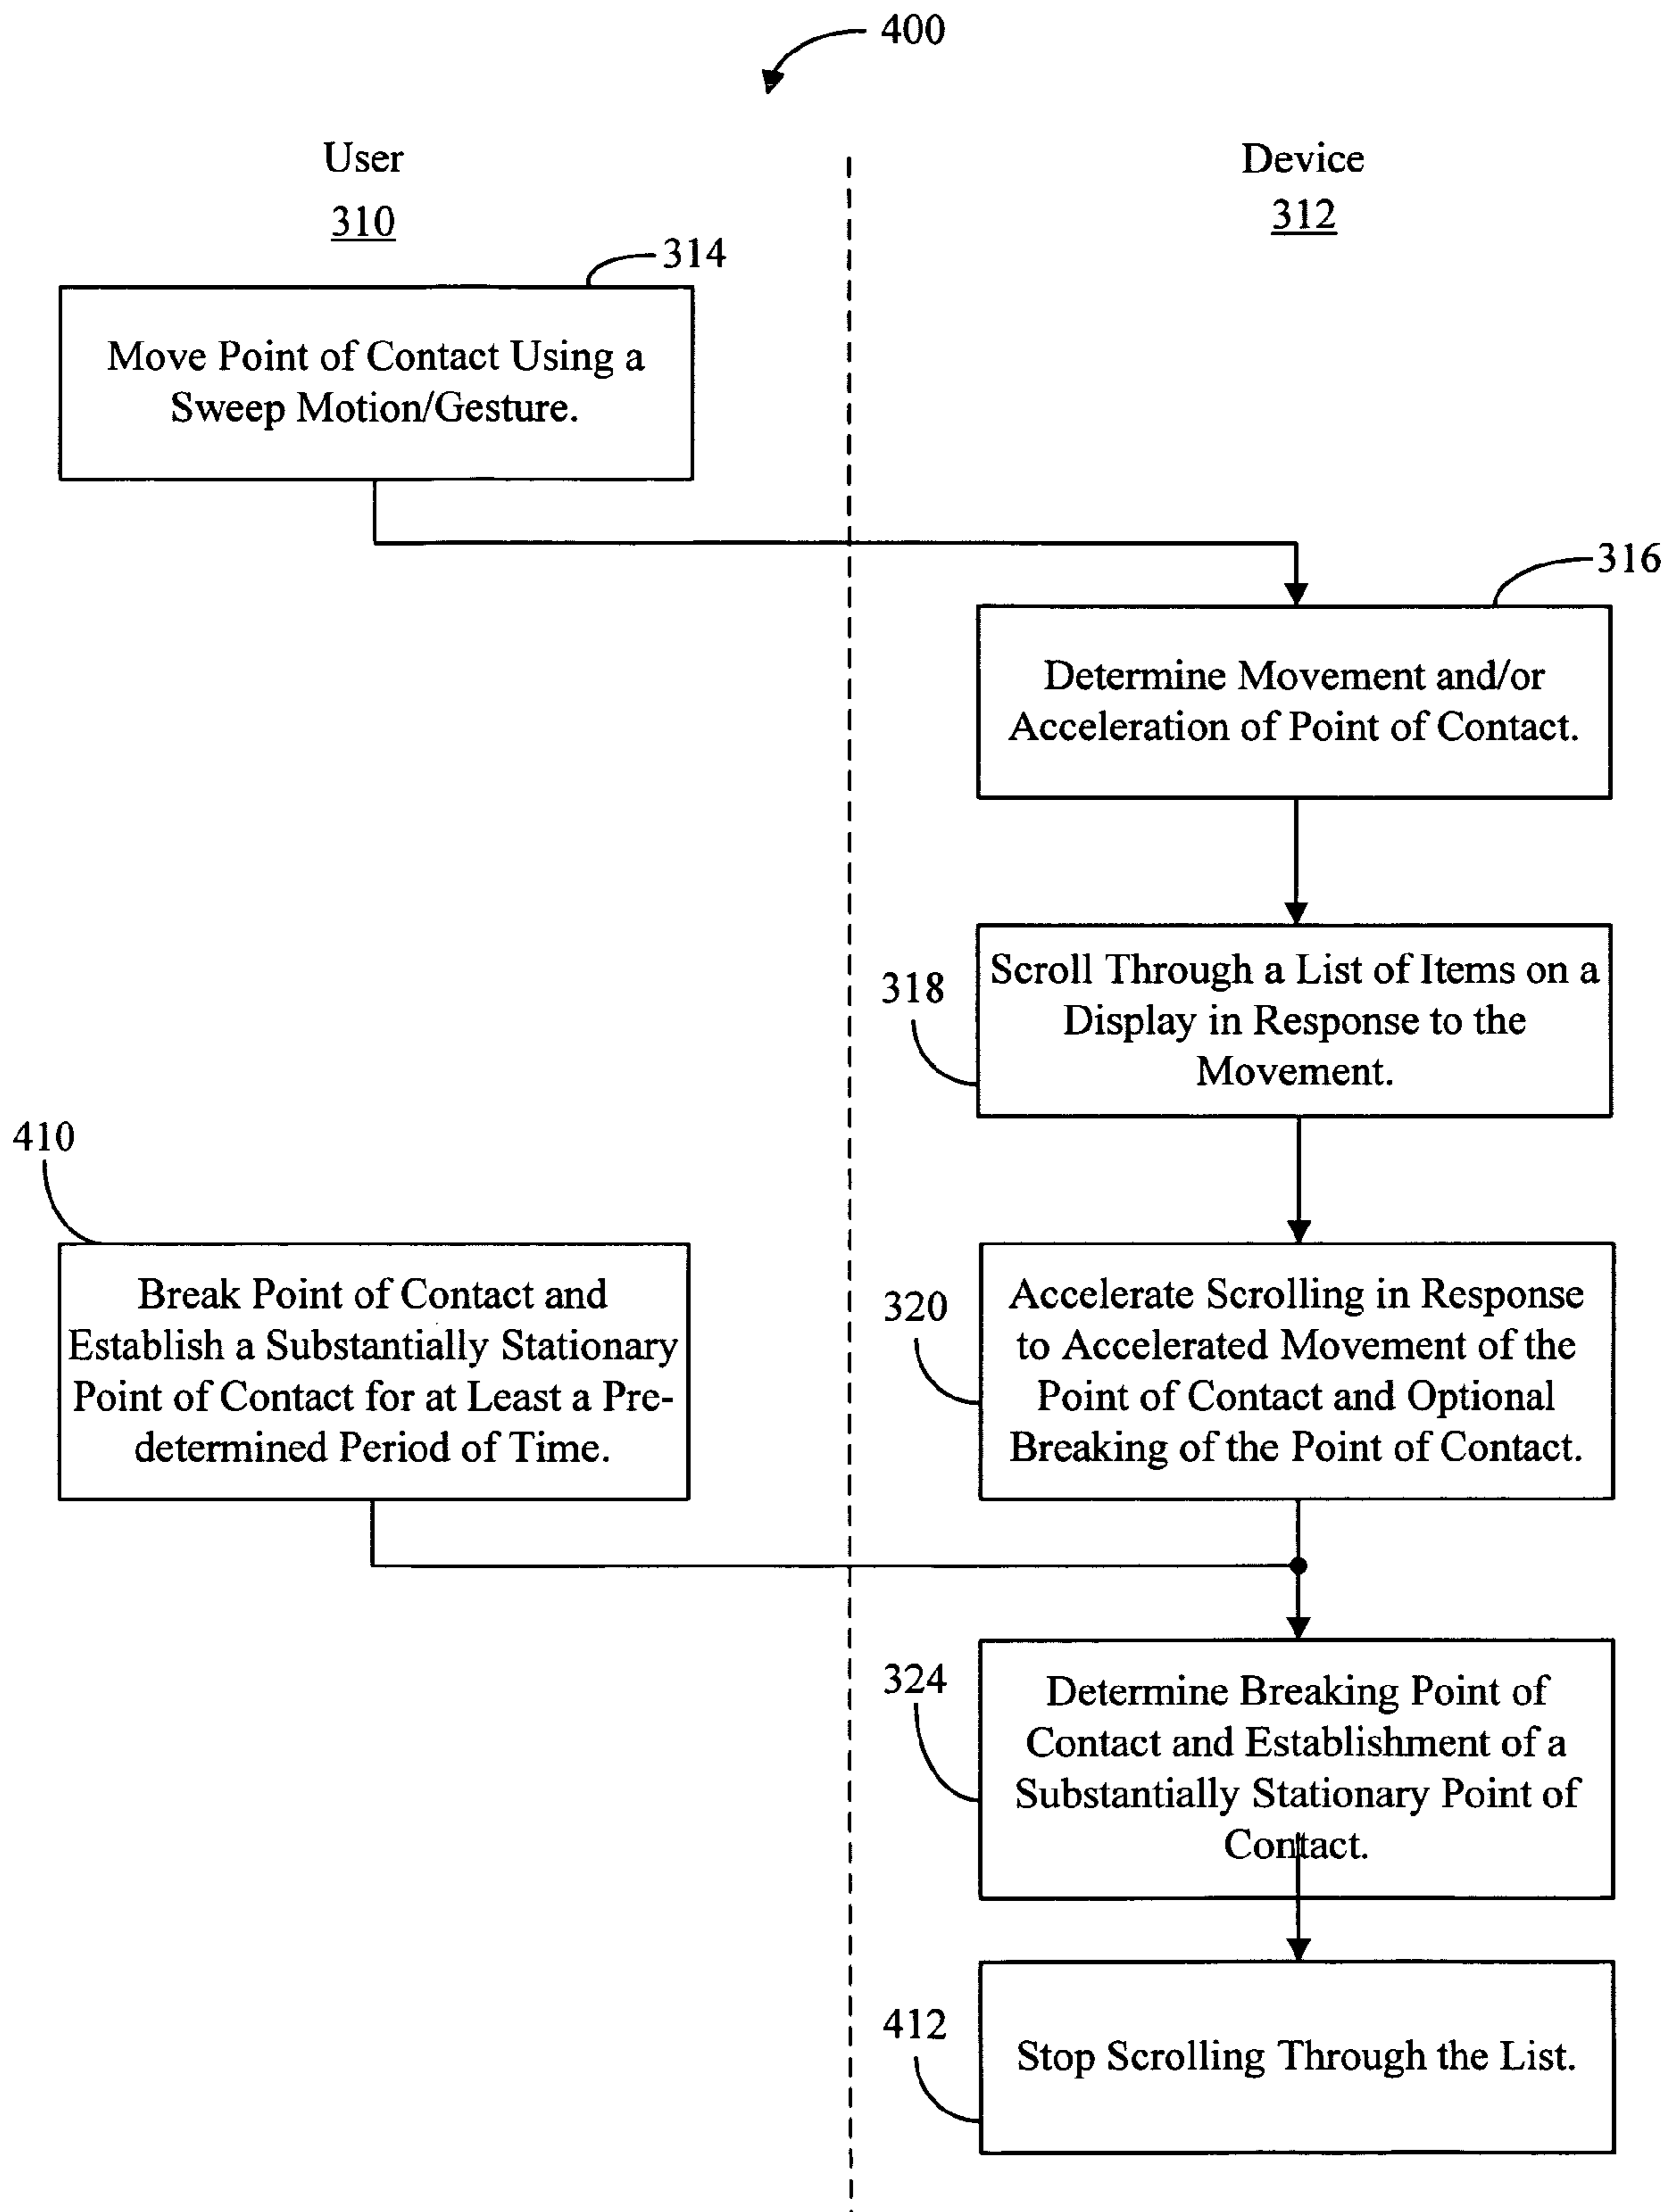 400
User
310
Device
312
314
Move Point of Contact Using a
Sweep Motion/Gesture.
316
Determine Movement and/or
Acceleration of Point of Contact.
318
Scroll Through a List of Items on a
Display in Response to the
Movement.
410
Break Point of Contact and
Establish a Substantially Stationary
Point of Contact for at Least a Pre-
determined Period of Time.
320
Accelerate Scrolling in Response
to Accelerated Movement of the
Point of Contact and Optional
Breaking of the Point of Contact.
324
Determine Breaking Point of
Contact and Establishment of a
Substantially Stationary Point of
Contact.
412
Stop Scrolling Through the List.